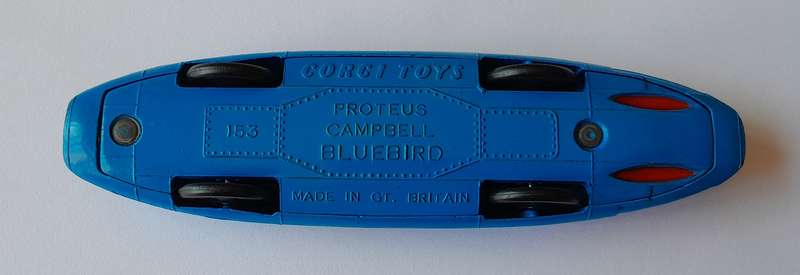 CORGI TOYS
PROTEUS
153
CAMPBELL
BLUEBIRD
MADE IN GT. BRITAIN